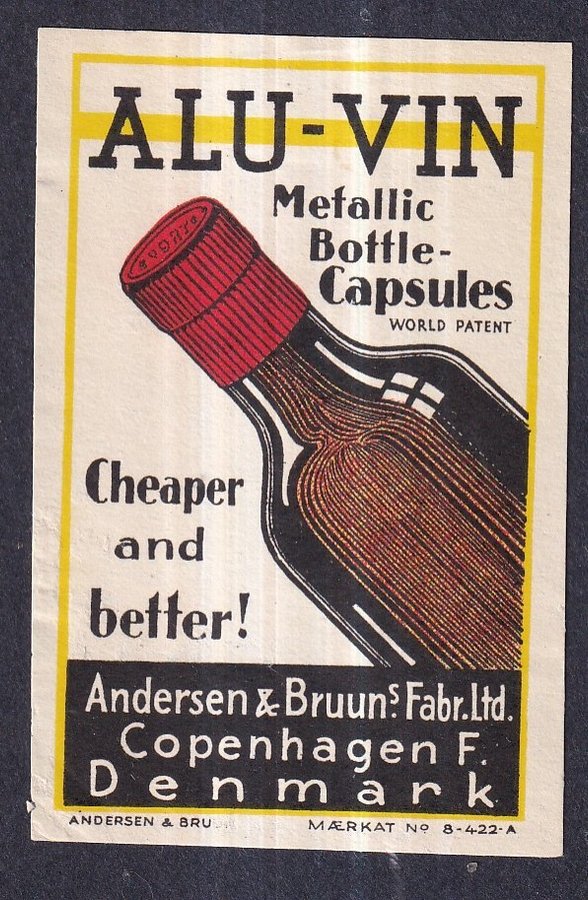 ALU-VIN
Metallic
Bottle-
Capsules
WORLD PATENT
Cheaper
and
better!
Andersen & Bruun's Fabr. Ltd.
Copenhagen F.
Denmark
ANDERSEN & BRU
MÆRKAT No 8-422-A